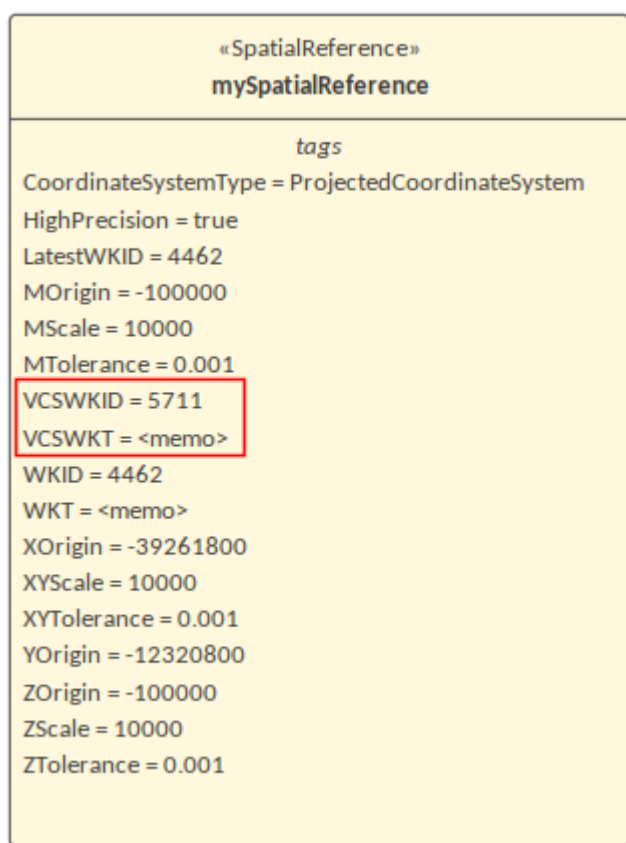 «SpatialReference»
mySpatialReference
tags
CoordinateSystemType = ProjectedCoordinateSystem
HighPrecision = true
LatestWKID = 4462
MOrigin = -100000
MScale = 10000
MTolerance = 0.001
VCSWKID = 5711
VCSWKT = <memo>
WKID = 4462
WKT = <memo>
XOrigin = -39261800
XYScale = 10000
XYTolerance = 0.001
YOrigin = -12320800
ZOrigin = -100000
ZScale = 10000
ZTolerance = 0.001